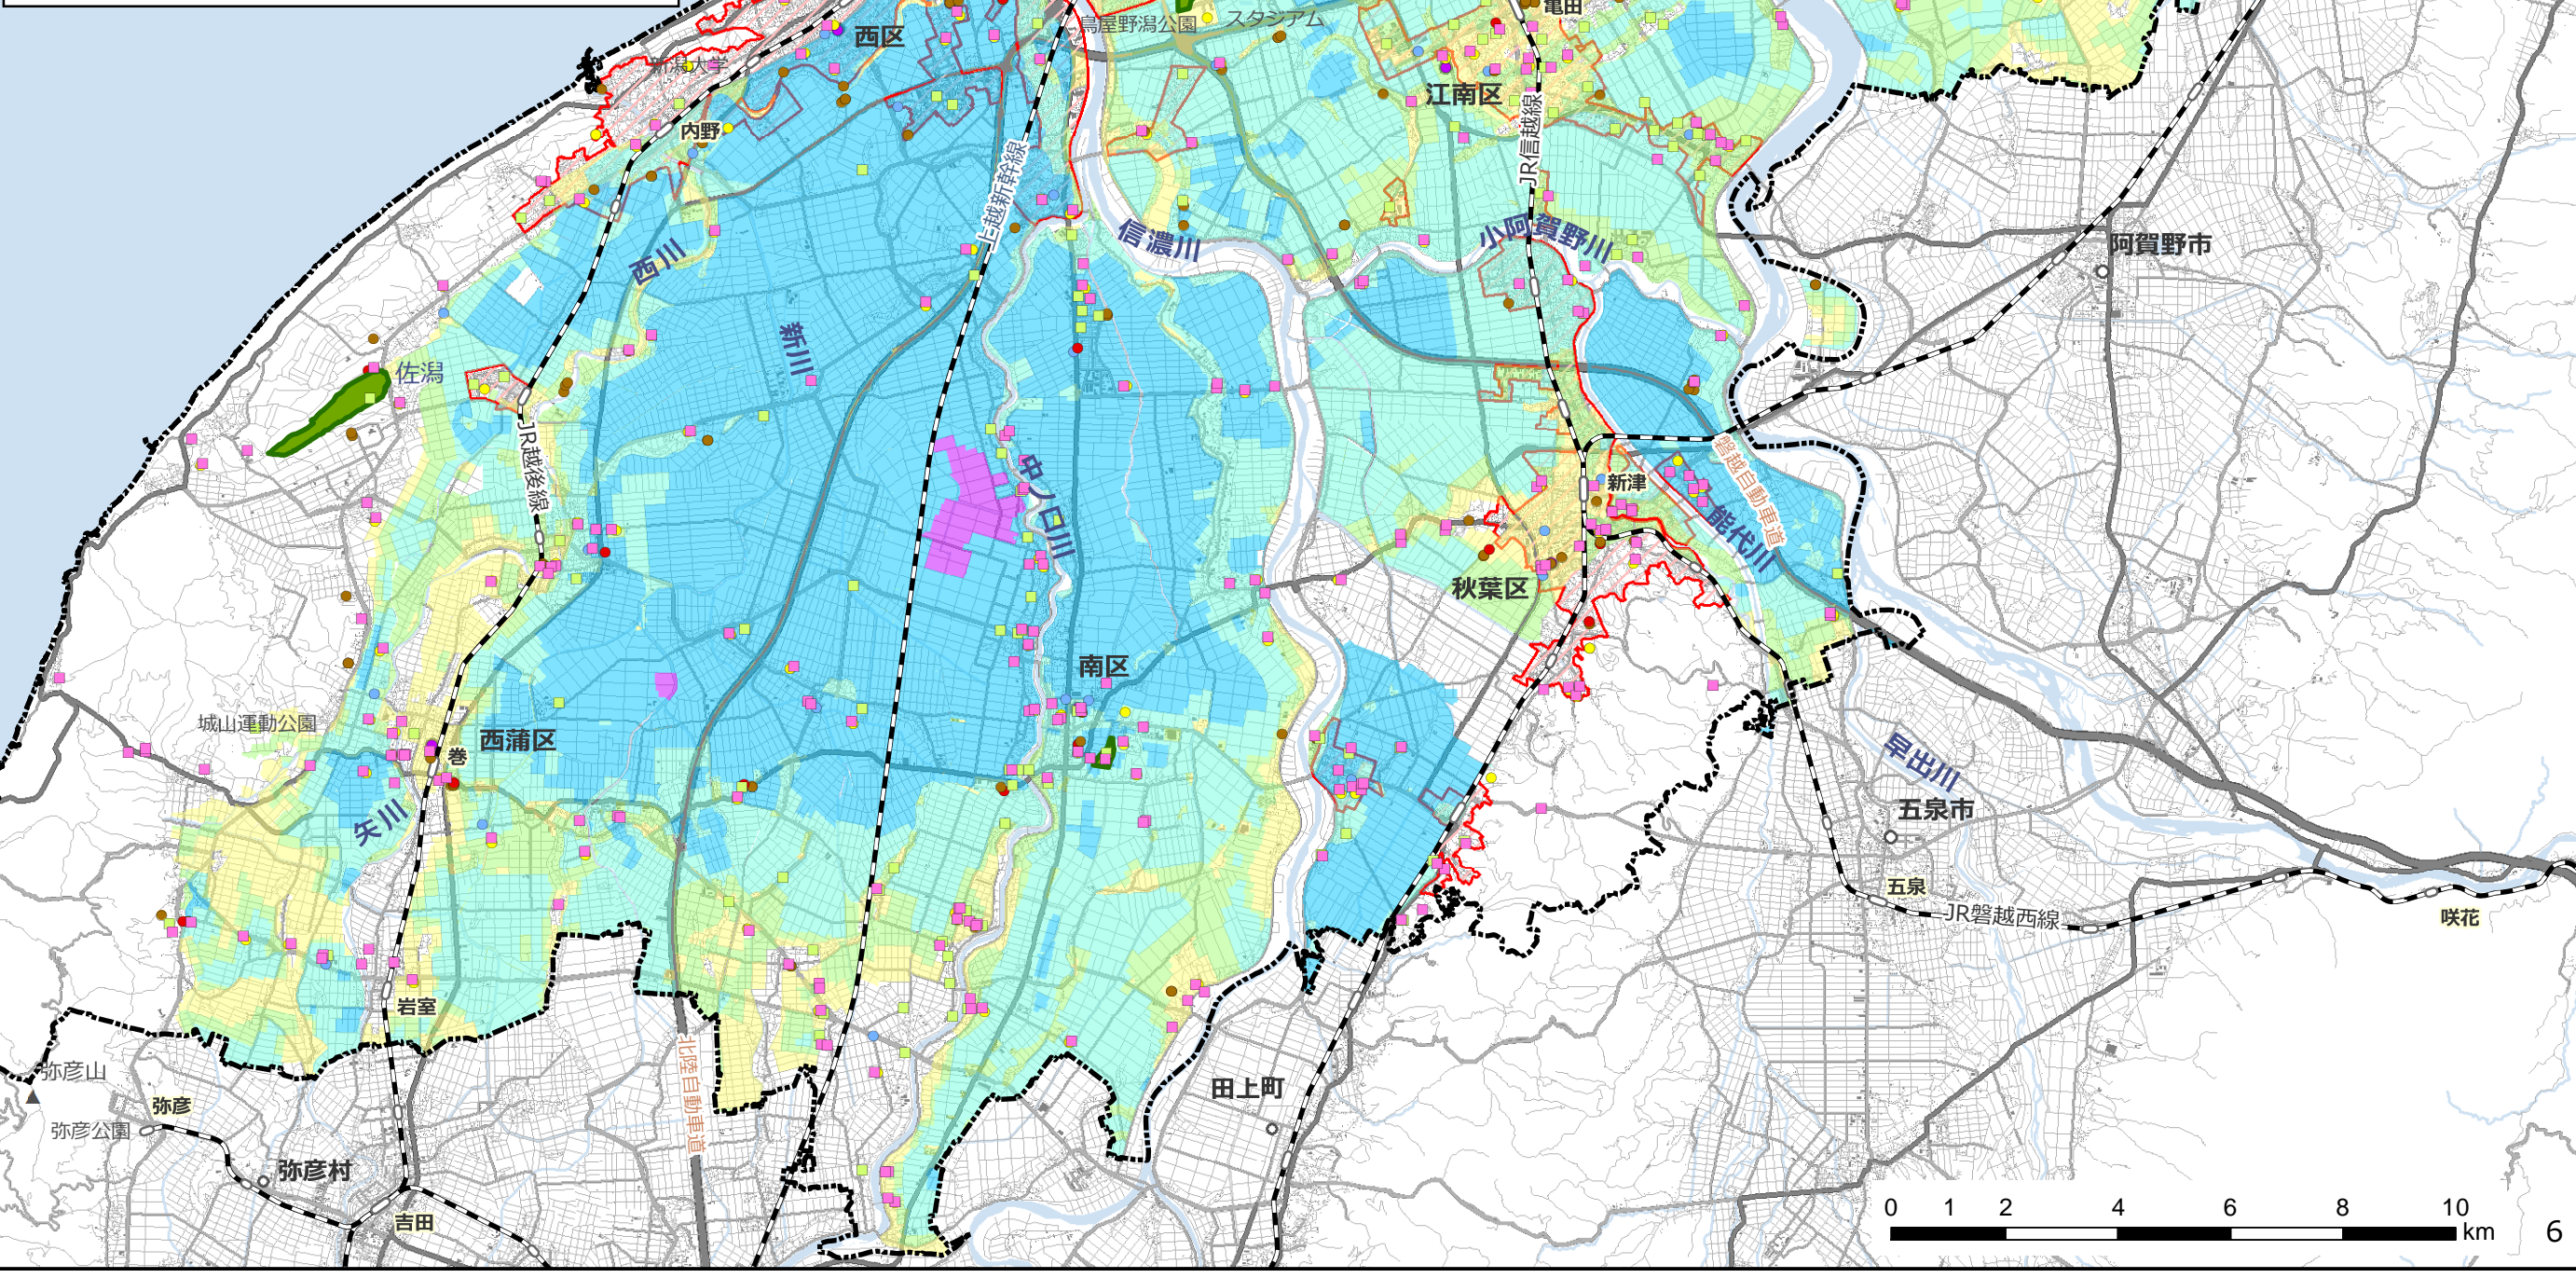 鳥屋野潟公園
スタジアム
亀田
西区
新潟大学
江南区
内野
JR信越線
上越新幹線
信濃川
小阿賀野川
阿賀野市
西川
新川
佐潟
JR越後線
中ノ口川
磐越自動車道
新津
能代川
秋葉区
南区
城山運動公園
西蒲区
巻
矢川
早出川
五泉市
五泉
JR磐越西線
咲花
岩室
北陸自動車道
弥彦山
弥彦
弥彦公園
弥彦村
吉田
田上町
0 1 2 4 6 8 10
km
6